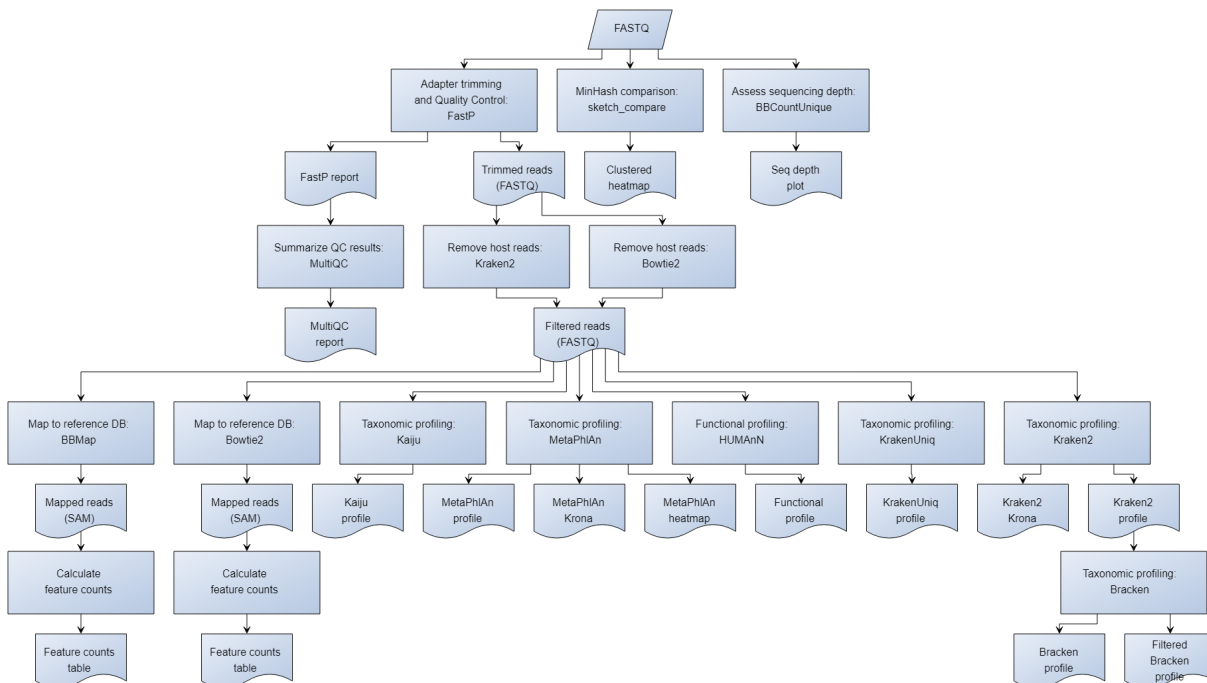 FASTQ
Adapter trimming
and Quality Control:
FastP
MinHash comparison:
sketch_compare
Assess sequencing depth:
BBCountUnique
FastP report
Trimmed reads
(FASTQ)
Clustered
heatmap
Seq depth
plot
Summarize QC results:
MultiQC
Remove host reads:
Kraken2
Remove host reads:
Bowtie2
MultiQC
report
Filtered reads
(FASTQ)
Map to reference DB:
BBMap
Map to reference DB:
Bowtie2
Taxonomic profiling:
Kaiju
Taxonomic profiling:
MetaPhlAn
Functional profiling:
HUMAnN
Taxonomic profiling:
KrakenUniq
Taxonomic profiling:
Kraken2
Mapped reads
(SAM)
Mapped reads
(SAM)
Kaiju
profile
MetaPhlAn
profile
MetaPhlAn
Krona
MetaPhlAn
heatmap
Functional
profile
KrakenUniq
profile
Kraken2
Krona
Kraken2
profile
Calculate
feature counts
Calculate
feature counts
Taxonomic profiling:
Bracken
Feature counts
table
Feature counts
table
Bracken
profile
Filtered
Bracken
profile